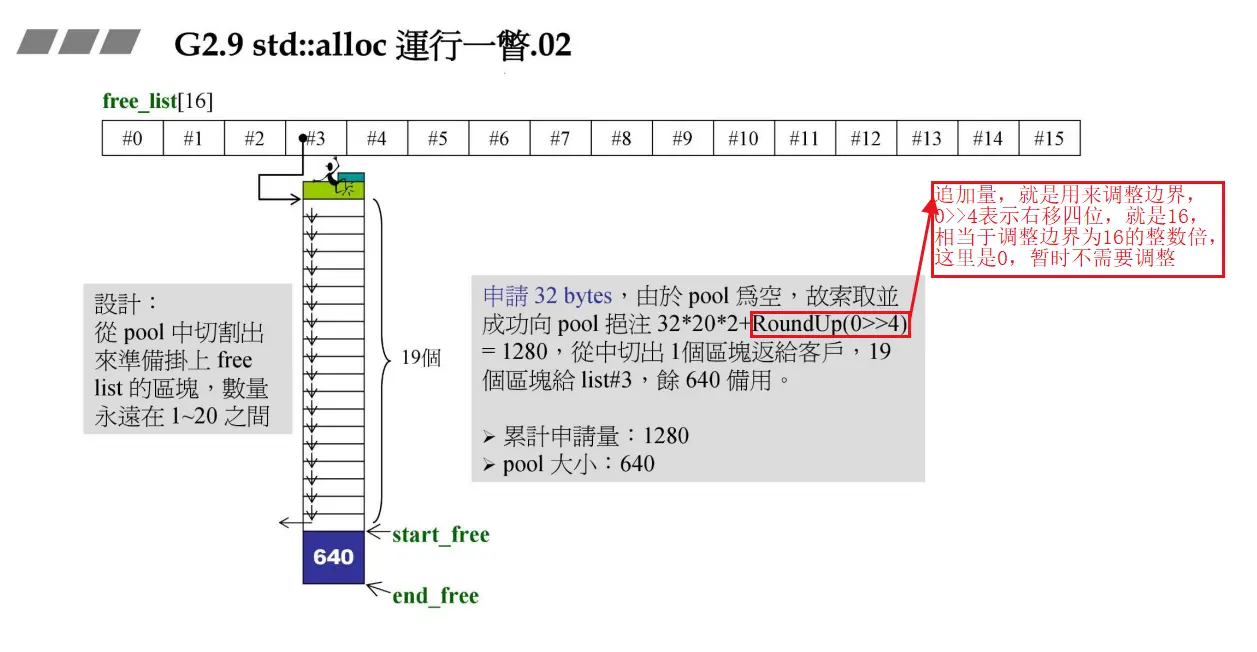 G2.9 std::alloc 運行一瞥.02
free_list[16]
#0 #1 #2 #3 #4 #5 #6 #7 #8 #9 #10 #11 #12 #13 #14 #15
追加量，就是用来调整边界，
0>>4表示右移四位，就是16，
相当于调整边界为16的整数倍，
这里是0，暂时不需要调整
設計：
從 pool 中切割出
來準備掛上 free
list 的區塊，數量
永遠在 1~20 之間
19個
申請 32 bytes，由於 pool 爲空，故索取並
成功向 pool 挹注 32*20*2+RoundUp(0>>4)
= 1280，從中切出 1個區塊返給客戶，19
個區塊給 list#3，餘 640 備用。
➢ 累計申請量：1280
➢ pool 大小：640
start_free
640
end_free